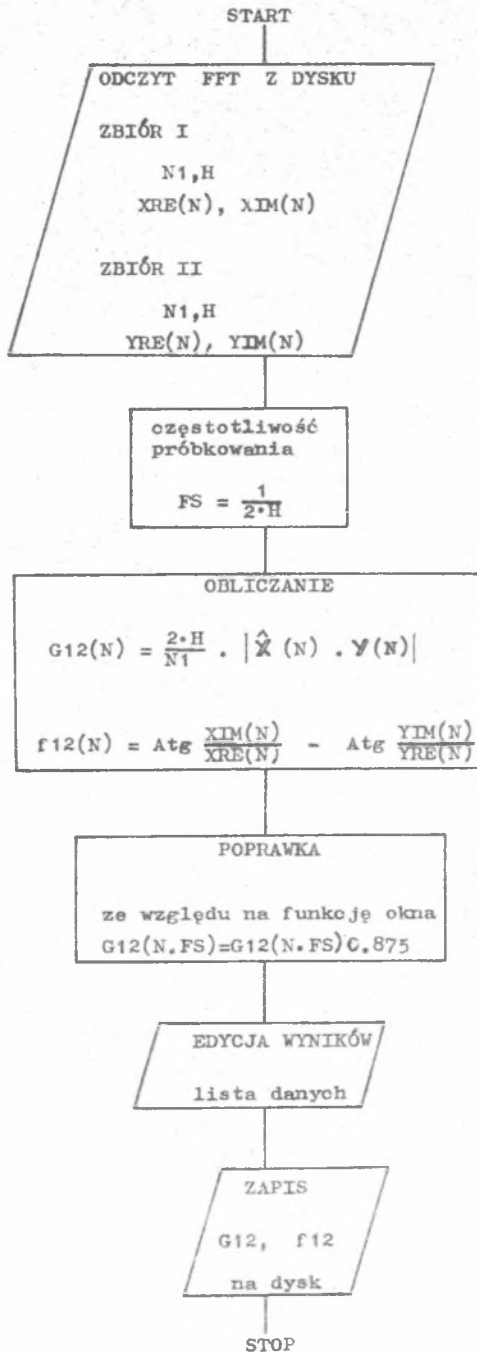 START
ODCZYT FFT Z DYSKU
ZBIÓR I
N1,H
XRE(N), XIM(N)
ZBIÓR II
N1,H
YRE(N), YIM(N)
częstotliwość
próbkowania
FS = 1/2•H
OBLICZANIE
G12(N) = 2•H/N1 . |X̂ (N) . Y(N)|
f12(N) = Atg XIM(N)/XRE(N) - Atg YIM(N)/YRE(N)
POPRAWKA
ze względu na funkcję okna
G12(N.FS)=G12(N.FS)0.875
EDYCJA WYNIKÓW
lista danych
ZAPIS
G12, f12
na dysk
STOP